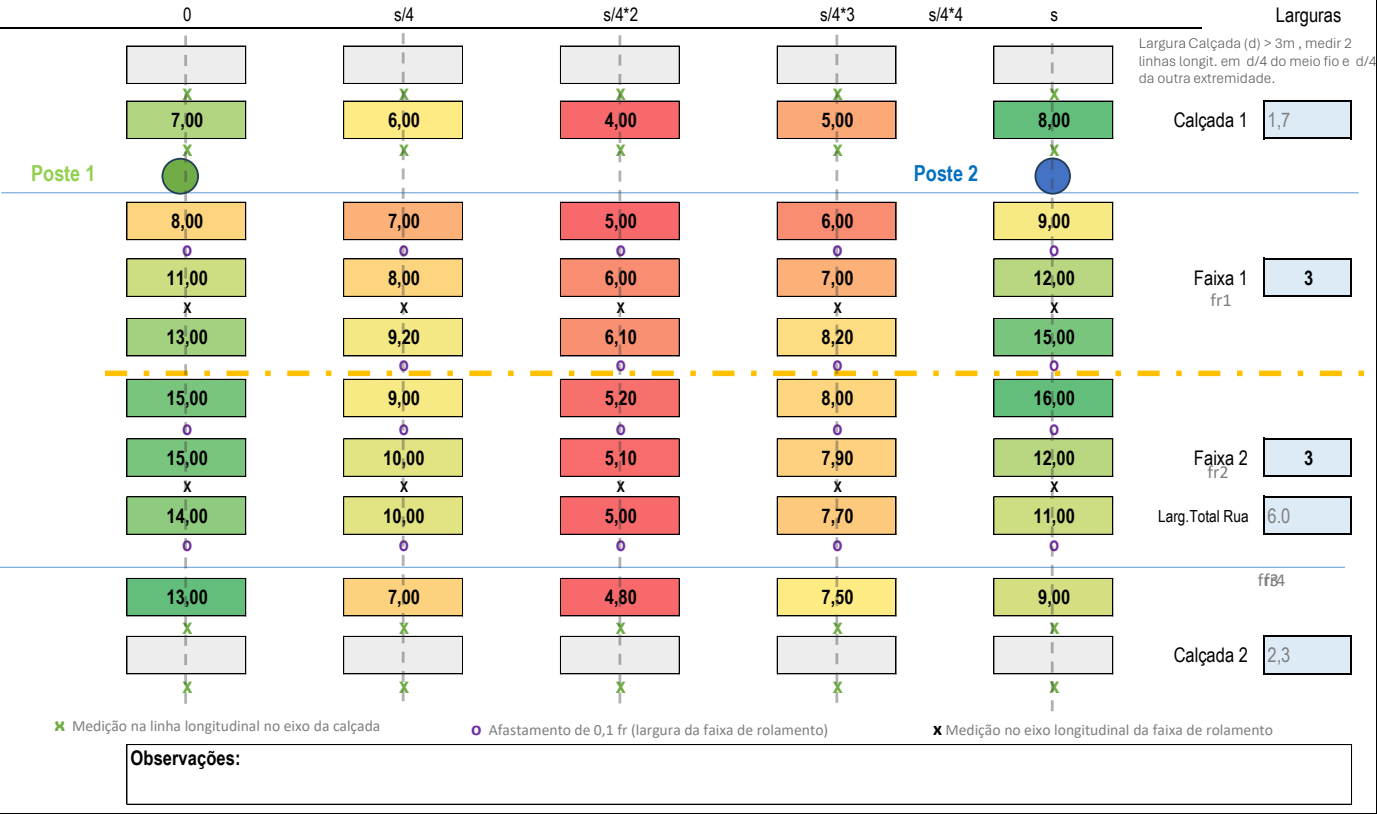 0 s/4 s/4*2 s/4*3 s/4*4 s Larguras
Largura Calçada (d) > 3m , medir 2
linhas longit. em d/4 do meio fio e d/4
da outra extremidade.
x x x x x
7,00 6,00 4,00 5,00 8,00 Calçada 1 1,7
x x x x x
Poste 1 Poste 2
8,00 7,00 5,00 6,00 9,00
o o o o o
11,00 8,00 6,00 7,00 12,00 Faixa 1 3
fr1
x x x x x
13,00 9,20 6,10 8,20 15,00
o o o o
15,00 9,00 5,20 8,00 16,00
o o o o o
15,00 10,00 5,10 7,90 12,00 Faixa 2 3
fr2
x x x x x
14,00 10,00 5,00 7,70 11,00 Larg.Total Rua 6.0
o o o o o
13,00 7,00 4,80 7,50 9,00
x x x x x
Calçada 2 2,3
x x x x x
x Medição na linha longitudinal no eixo da calçada
o Afastamento de 0,1 fr (largura da faixa de rolamento)
x Medição no eixo longitudinal da faixa de rolamento
Observações: